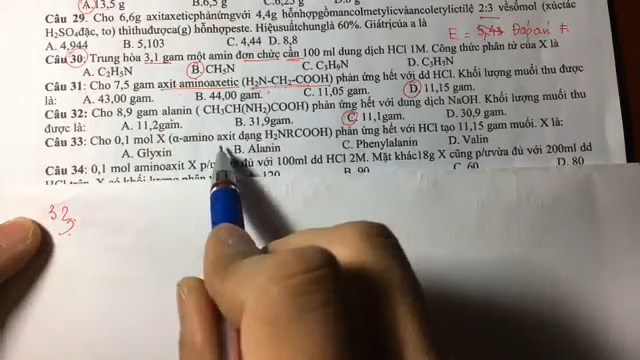 A. 13,5 g B. 6,5 g
Câu 29. Cho 6,6g axitaxeticphảnứngvới 4,4g hỗnhợpgồmancolmetylicvàancoletylictilệ 2:3 vềsốmol (xúctác
H₂SO₄đặc, to) thìthuđượca(g) hỗnhợpeste. Hiệusuấtchunglà 60%. Giátrịcủa a là
A. 4,944 B. 5,103 C. 4,44 D. 8,8
E = 5,43 Đáp án E.
Câu 30: Trung hòa 3,1 gam một amin đơn chức cần 100 ml dung dịch HCl 1M. Công thức phân tử của X là
A. C₂H₅N B. CH₅N C. C₃H₉N D. C₃H₇N
Câu 31: Cho 7,5 gam axit aminoaxetic (H₂N-CH₂-COOH) phản ứng hết với dd HCl. Khối lượng muối thu được
là: A. 43,00 gam. B. 44,00 gam. C. 11,05 gam. D. 11,15 gam.
Câu 32: Cho 8,9 gam alanin ( CH₃CH(NH₂)COOH) phản ứng hết với dung dịch NaOH. Khối lượng muối thu
được là: A. 11,2gam. B. 31,9gam. C. 11,1gam. D. 30,9 gam.
Câu 33: Cho 0,1 mol X (α-amino axit dạng H₂NRCOOH) phản ứng hết với HCl tạo 11,15 gam muối. X là:
A. Glyxin B. Alanin C. Phenylalanin D. Valin
Câu 34: 0,1 mol aminoaxit X p/ đủ với 100ml dd HCl 2M. Mặt khác18g X cũng p/ưvừa đủ với 200ml dd
120 B. 90 C. 60 D. 80
33